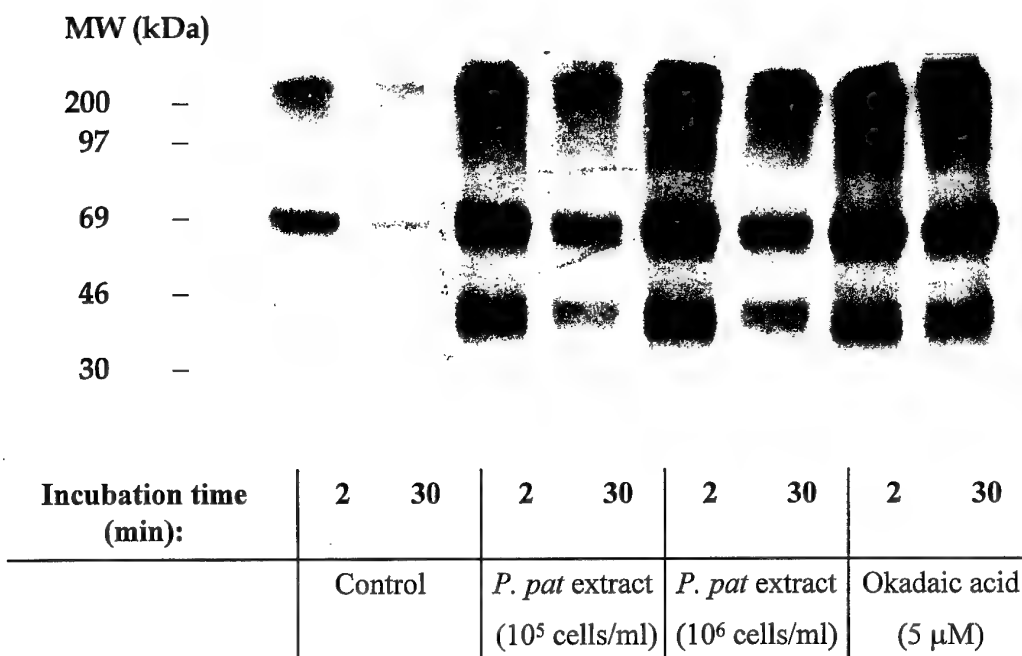 MW (kDa)
200 –
97 –
69 –
46 –
30 –
Incubation time (min): 2 30 2 30 2 30 2 30
Control P. pat extract (10⁵ cells/ml) P. pat extract (10⁶ cells/ml) Okadaic acid (5 µM)